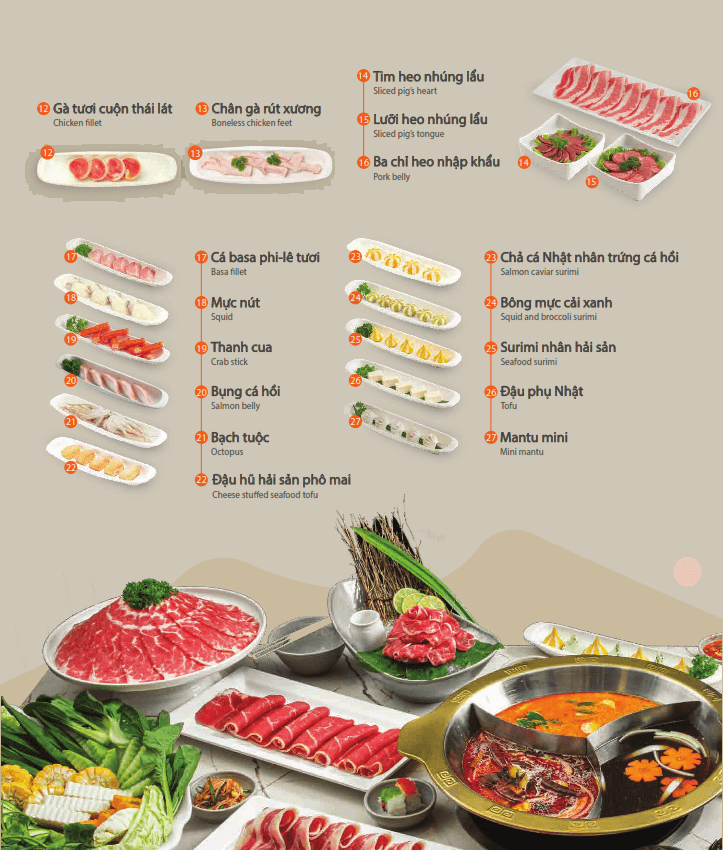 12 Gà tươi cuộn thái lát
Chicken fillet
12
13 Chân gà rút xương
Boneless chicken feet
13
14 Tim heo nhúng lẩu
Sliced pig's heart
15 Lưỡi heo nhúng lẩu
Sliced pig's tongue
16 Ba chỉ heo nhập khẩu
Pork belly
16
14
15
17
18
19
20
21
22
17 Cá basa phi-lê tươi
Basa fillet
18 Mực nút
Squid
19 Thanh cua
Crab stick
20 Bụng cá hồi
Salmon belly
21 Bạch tuộc
Octopus
22 Đậu hũ hải sản phô mai
Cheese stuffed seafood tofu
23
24
25
26
27
23 Chả cá Nhật nhân trứng cá hồi
Salmon caviar surimi
24 Bông mực cải xanh
Squid and broccoli surimi
25 Surimi nhân hải sản
Seafood surimi
26 Đậu phụ Nhật
Tofu
27 Mantu mini
Mini mantu